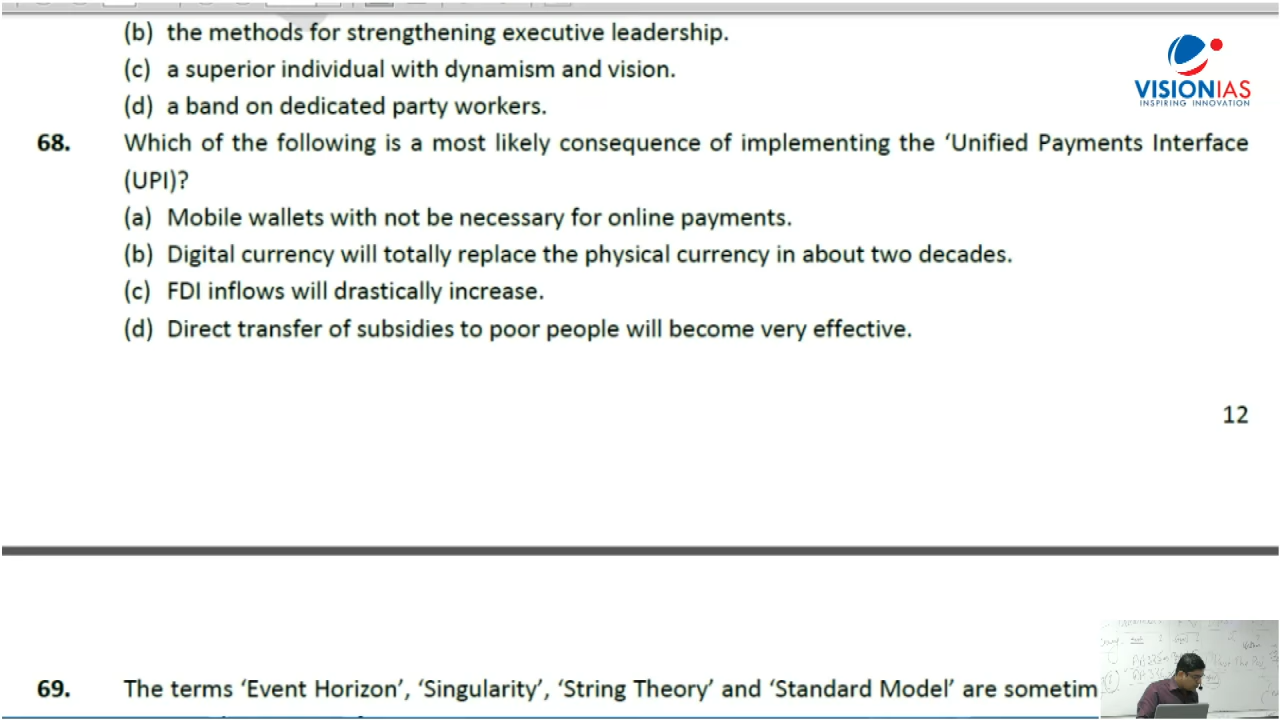 (b) the methods for strengthening executive leadership.
(c) a superior individual with dynamism and vision.
(d) a band on dedicated party workers.
VISIONIAS
INSPIRING INNOVATION
68. Which of the following is a most likely consequence of implementing the ‘Unified Payments Interface
(UPI)?
(a) Mobile wallets with not be necessary for online payments.
(b) Digital currency will totally replace the physical currency in about two decades.
(c) FDI inflows will drastically increase.
(d) Direct transfer of subsidies to poor people will become very effective.
12
69. The terms ‘Event Horizon’, ‘Singularity’, ‘String Theory’ and ‘Standard Model’ are sometim